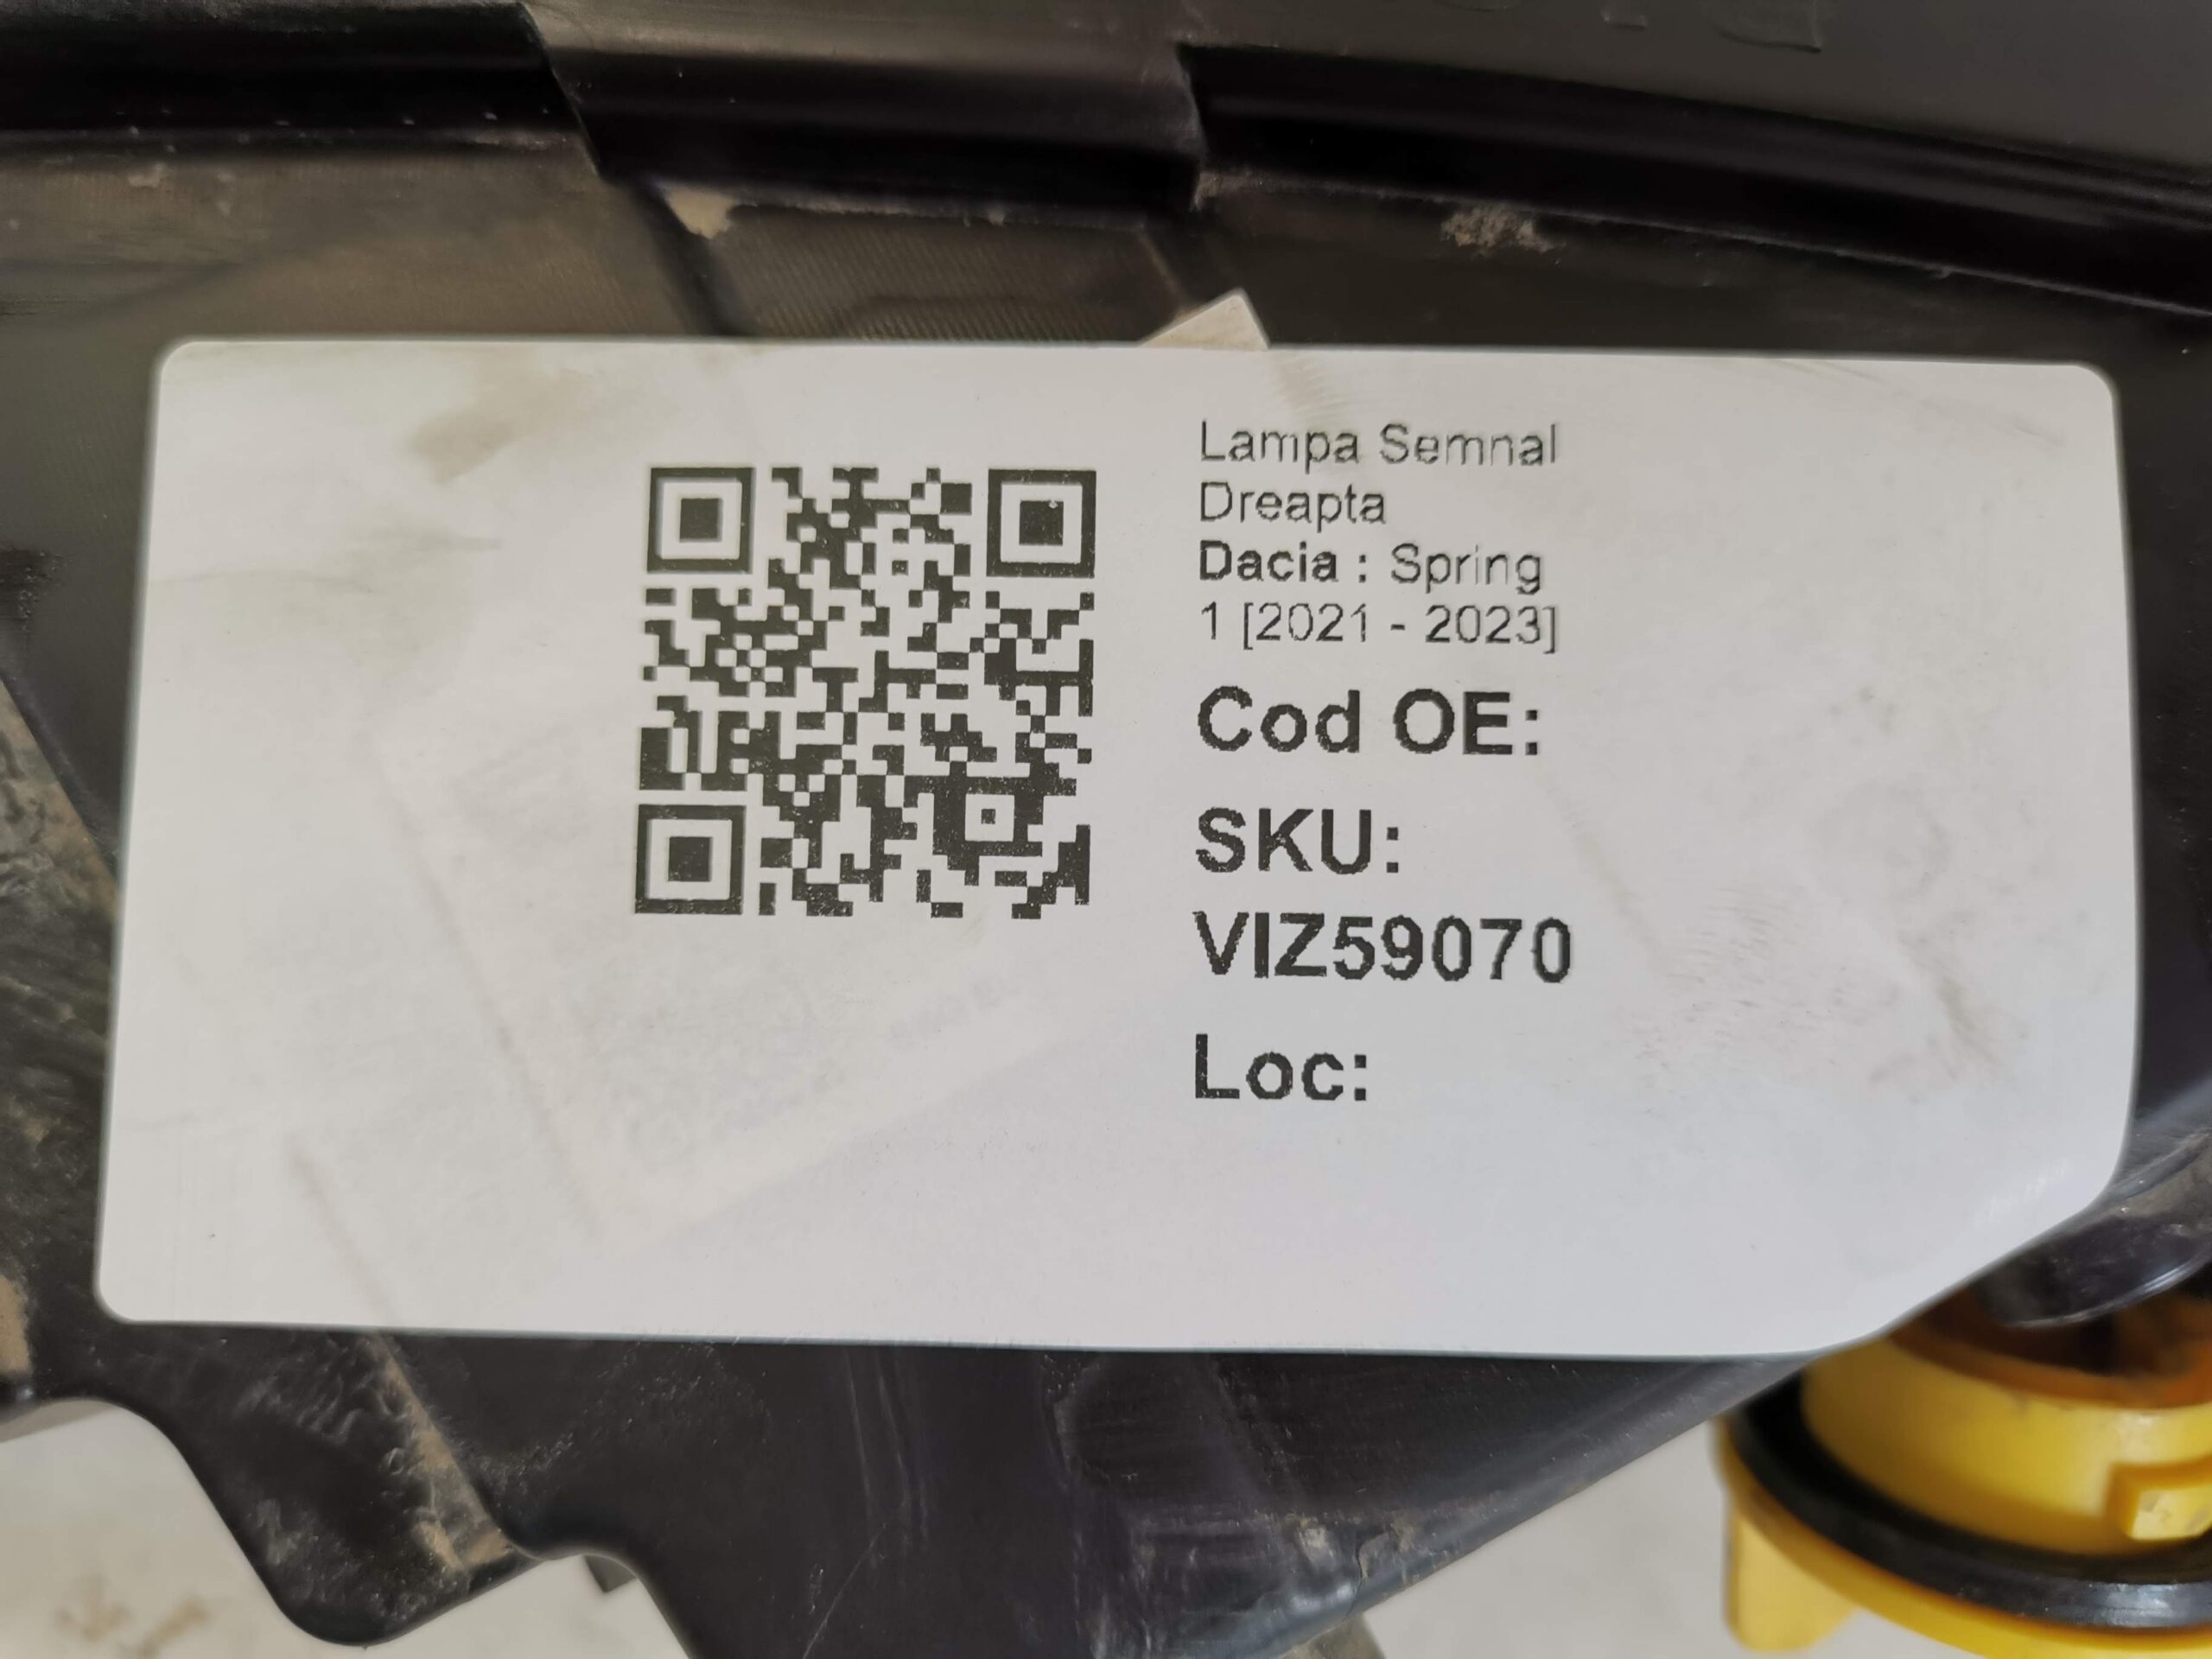 Lampa Semnal
Dreapta
Dacia : Spring
1 [2021 - 2023]
Cod OE:
SKU:
VIZ59070
Loc: